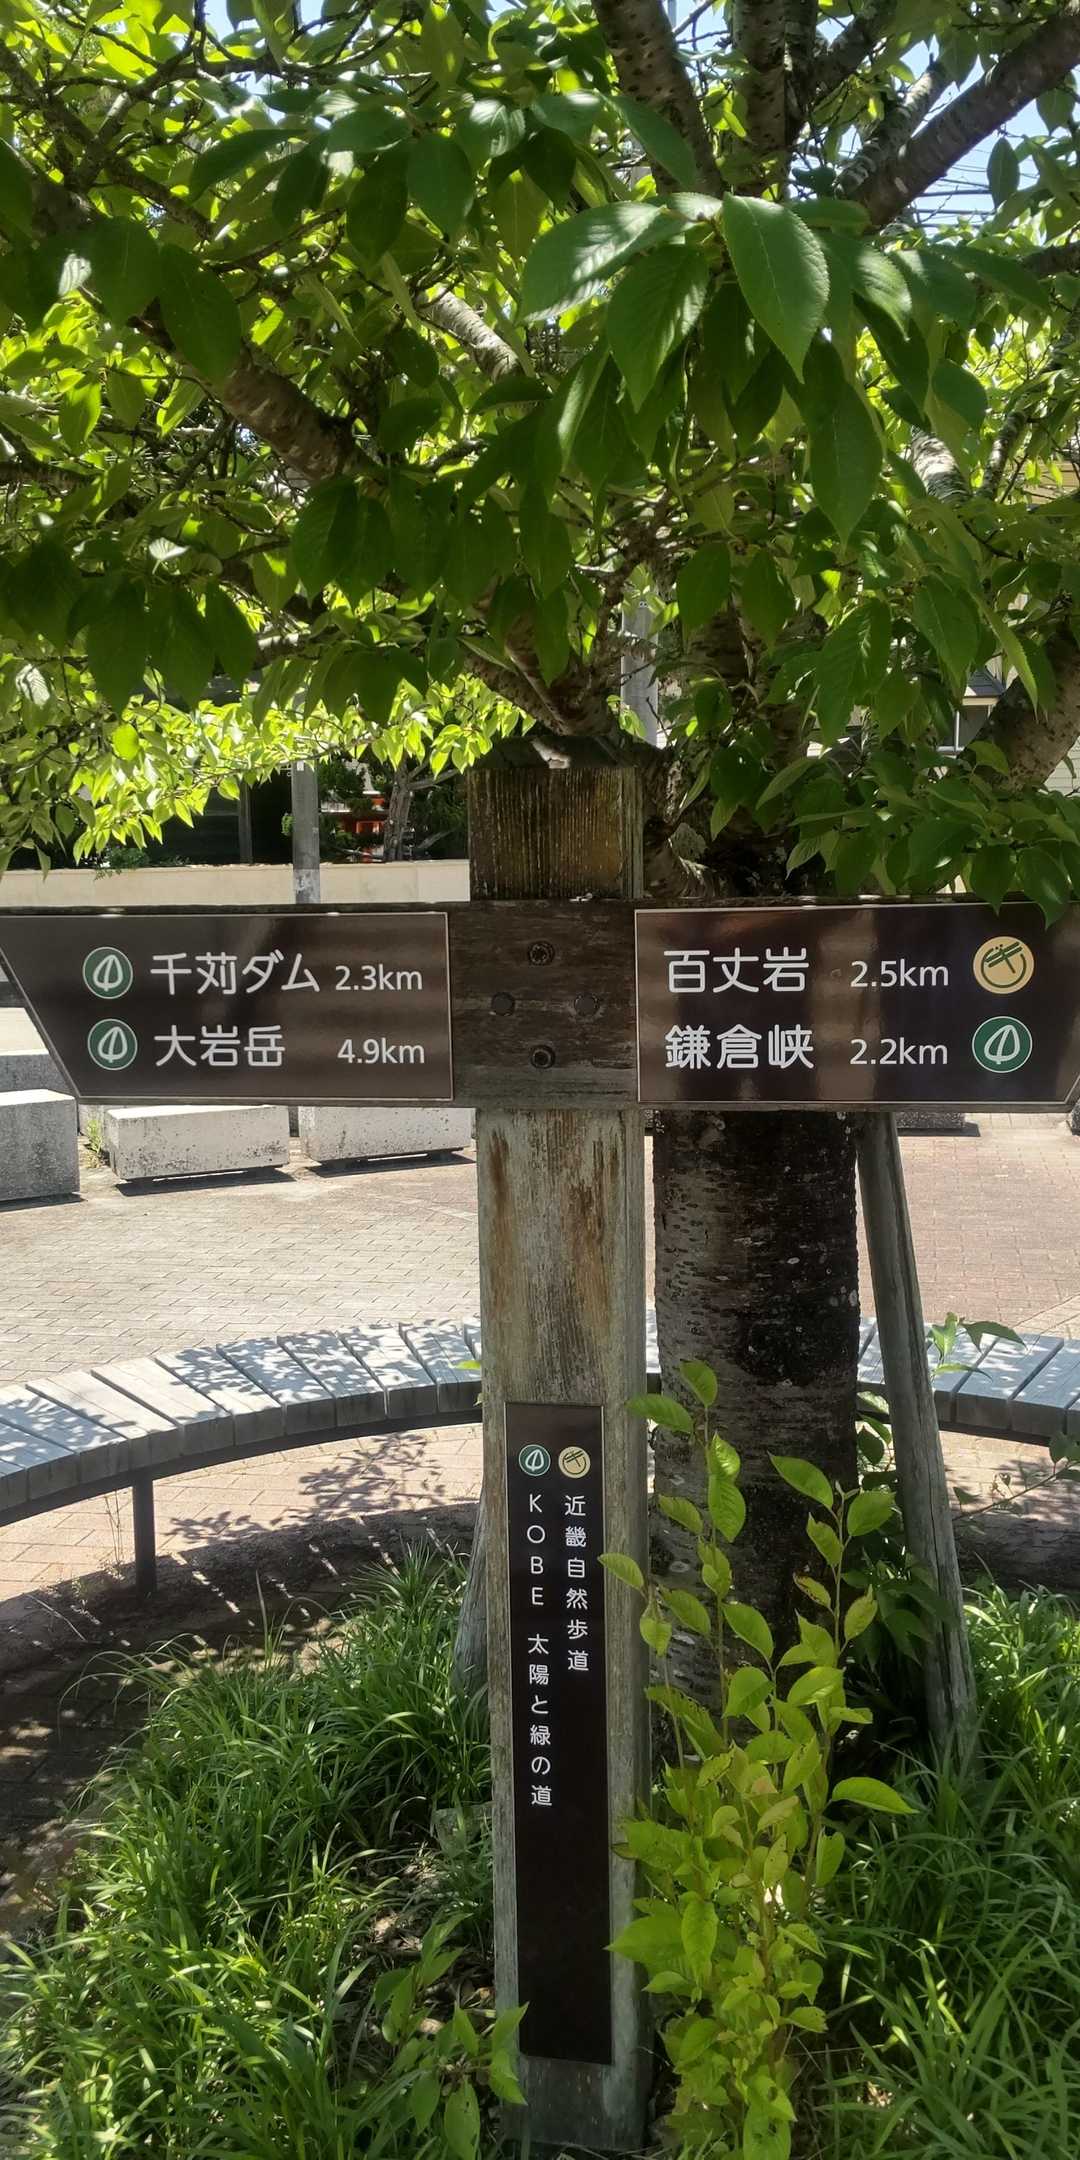 千苅ダム 2.3km
大岩岳 4.9km
百丈岩 2.5km
鎌倉峡 2.2km
近畿自然歩道
KOBE 太陽と緑の道